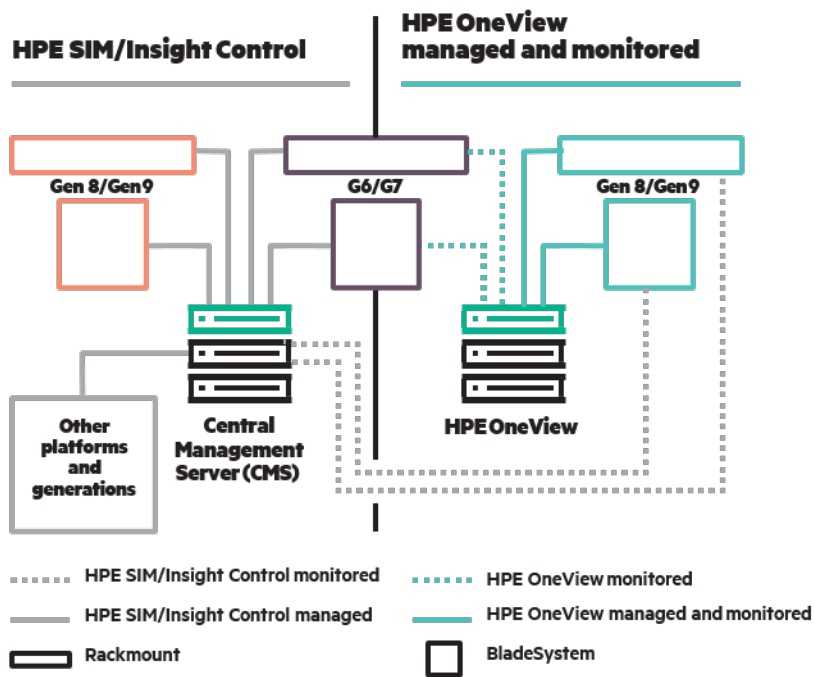 HPE SIM/Insight Control
HPE OneView
managed and monitored
Gen 8/Gen9
G6/G7
Gen 8/Gen9
Other
platforms
and
generations
Central
Management
Server (CMS)
HPE OneView
HPE SIM/Insight Control monitored
HPE OneView monitored
HPE SIM/Insight Control managed
HPE OneView managed and monitored
Rackmount
BladeSystem